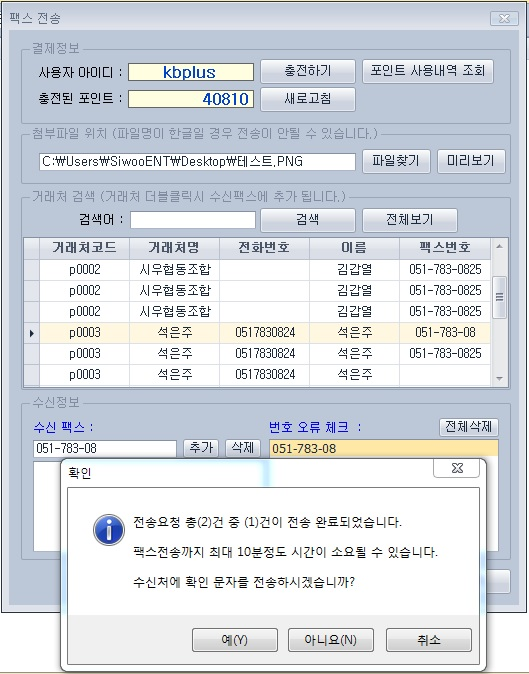 팩스 전송
결제정보
사용자 아이디 : kbplus 충전하기 포인트 사용내역 조회
충전된 포인트 : 40810 새로고침
첨부파일 위치 (파일명이 한글일 경우 전송이 안될 수 있습니다.)
C:₩Users₩SiwooENT₩Desktop₩테스트.PNG 파일찾기 미리보기
거래처 검색 (거래처 더블클릭시 수신팩스에 추가 됩니다.)
검색어 : 검색 전체보기
거래처코드 거래처명 전화번호 이름 팩스번호
p0002 시우협동조합 김갑열 051-783-0825
p0002 시우협동조합 김갑열 051-783-0825
p0002 시우협동조합 김갑열 051-783-0825
p0003 석은주 0517830824 석은주 051-783-08
p0003 석은주 0517830824 석은주 051-783-0825
p0003 석은주 0517830824 석은주
수신정보
수신 팩스 : 번호 오류 체크 : 전체삭제
051-783-08 추가 삭제 051-783-08
확인
전송요청 총(2)건 중 (1)건이 전송 완료되었습니다.
팩스전송까지 최대 10분정도 시간이 소요될 수 있습니다.
수신처에 확인 문자를 전송하시겠습니까?
예(Y) 아니요(N) 취소